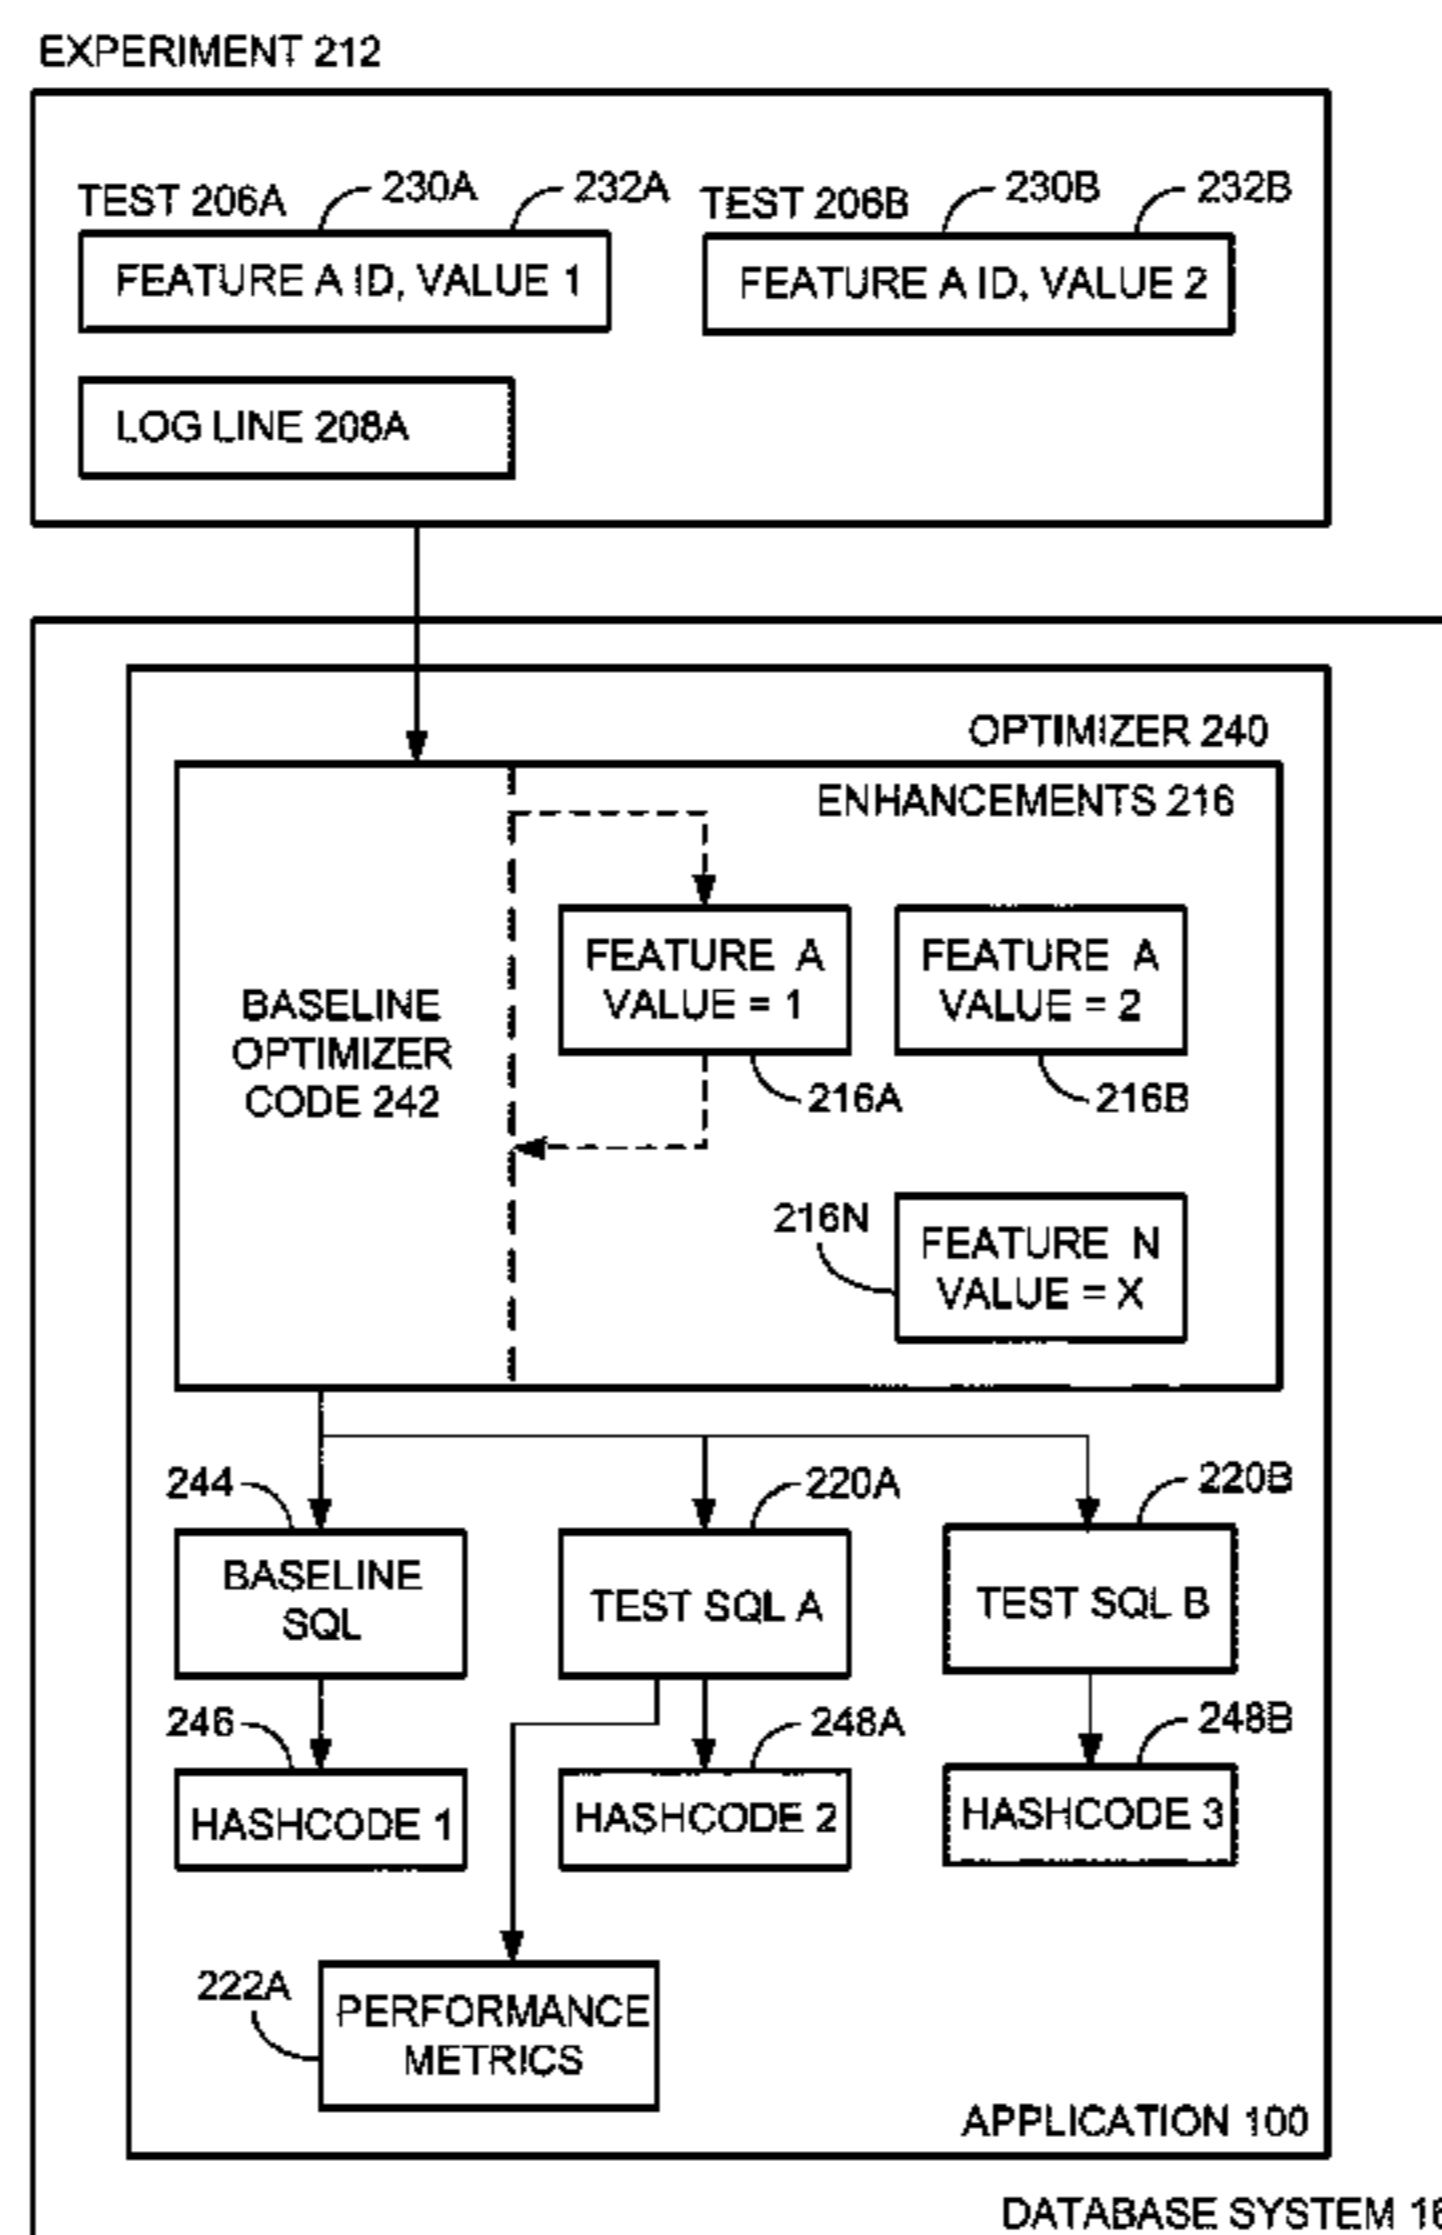 EXPERIMENT 212
230A
232A
230B
232B
TEST 206A
TEST 206B
FEATURE A ID, VALUE 1
FEATURE A ID, VALUE 2
LOG LINE 208A
OPTIMIZER 240
ENHANCEMENTS 216
FEATURE A
VALUE = 1
FEATURE A
VALUE = 2
BASELINE
OPTIMIZER
CODE 242
216A
216B
216N
FEATURE N
VALUE = X
244
220A
220B
BASELINE
SQL
TEST SQL A
TEST SQL B
246
248A
248B
HASHCODE 1
HASHCODE 2
HASHCODE 3
222A
PERFORMANCE
METRICS
APPLICATION 100
DATABASE SYSTEM